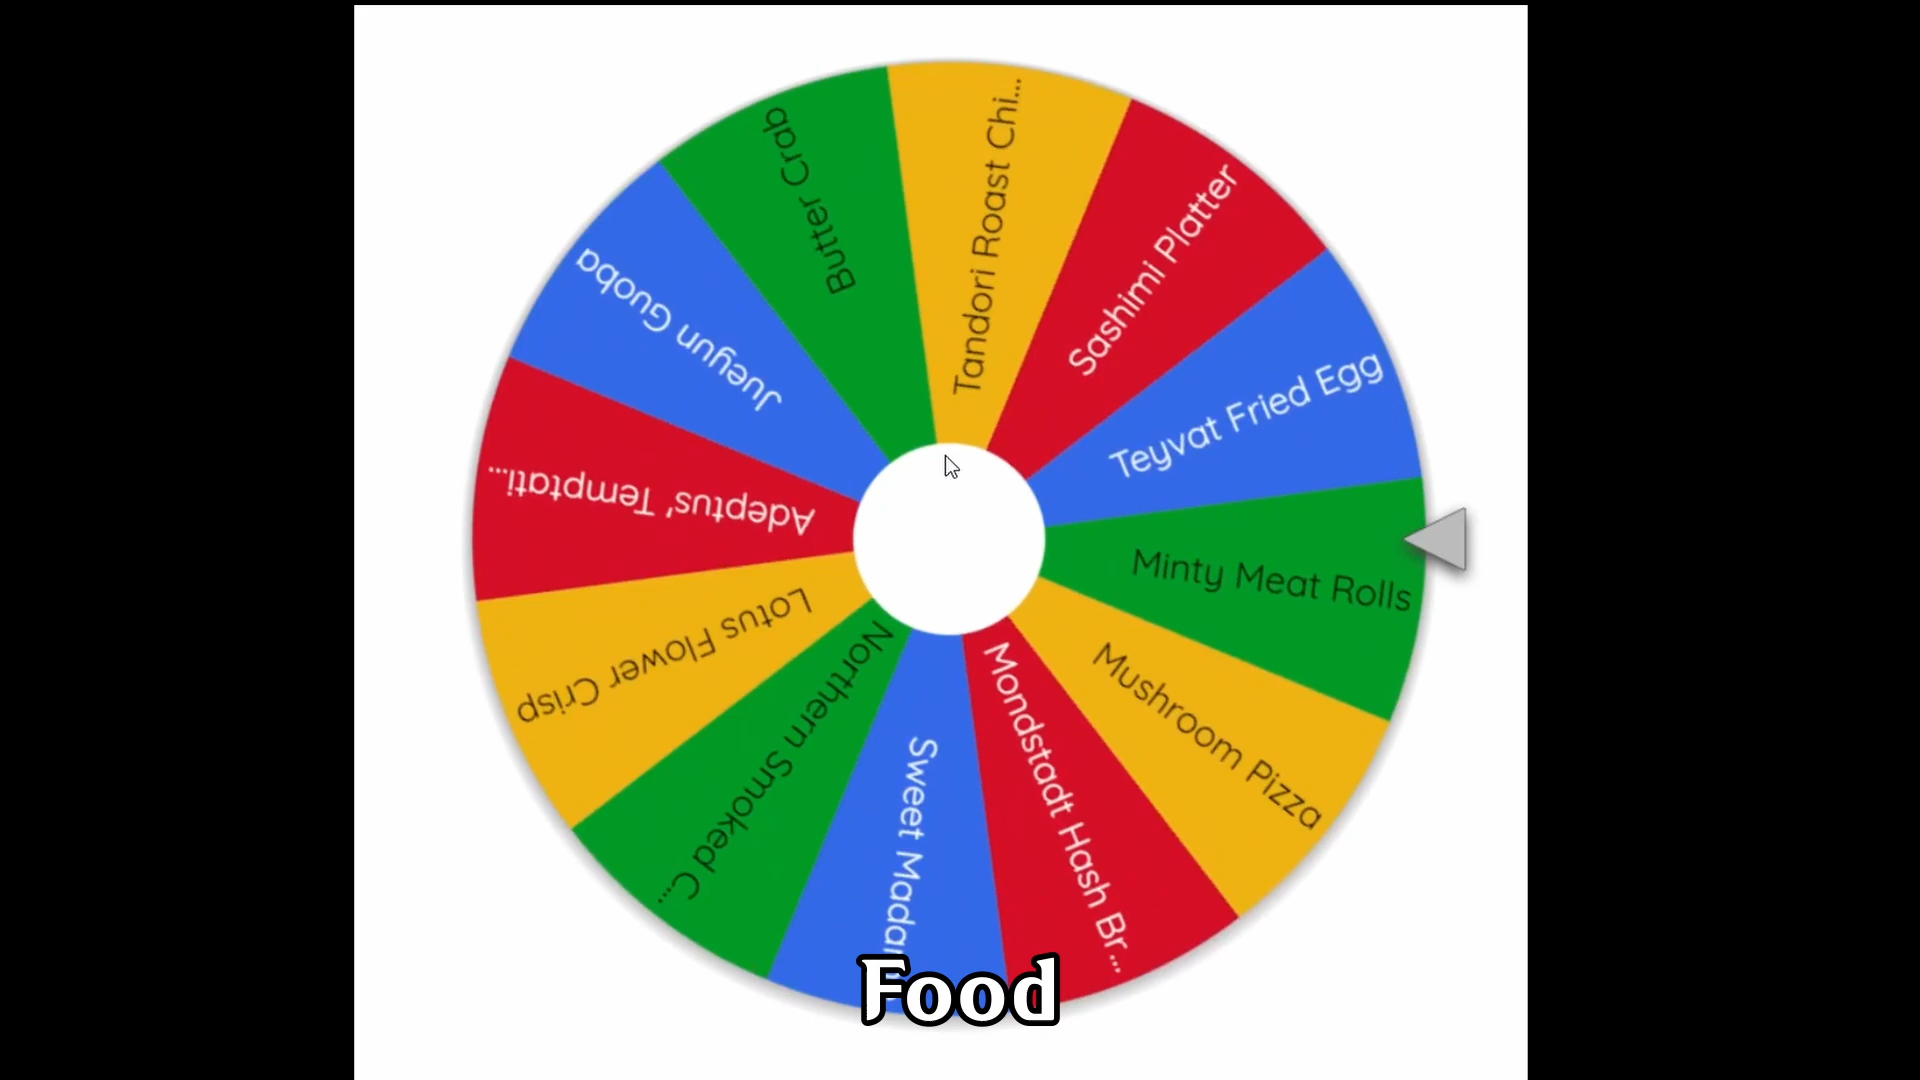 Tandori Roast Chi...
Sashimi Platter
Teyvat Fried Egg
Minty Meat Rolls
Mushroom Pizza
Mondstadt Hash Br...
Sweet
Northern Smoked C...
Lotus Flower Crisp
Adeptus' Temptati...
Jueyun Guoba
Butter Crab
Food